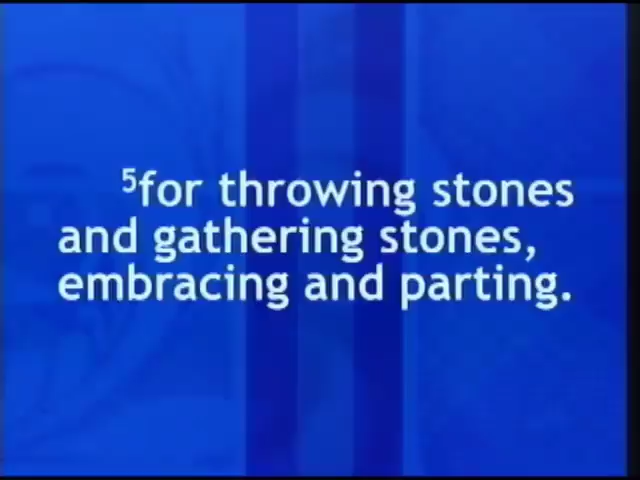 ⁵for throwing stones
and gathering stones,
embracing and parting.